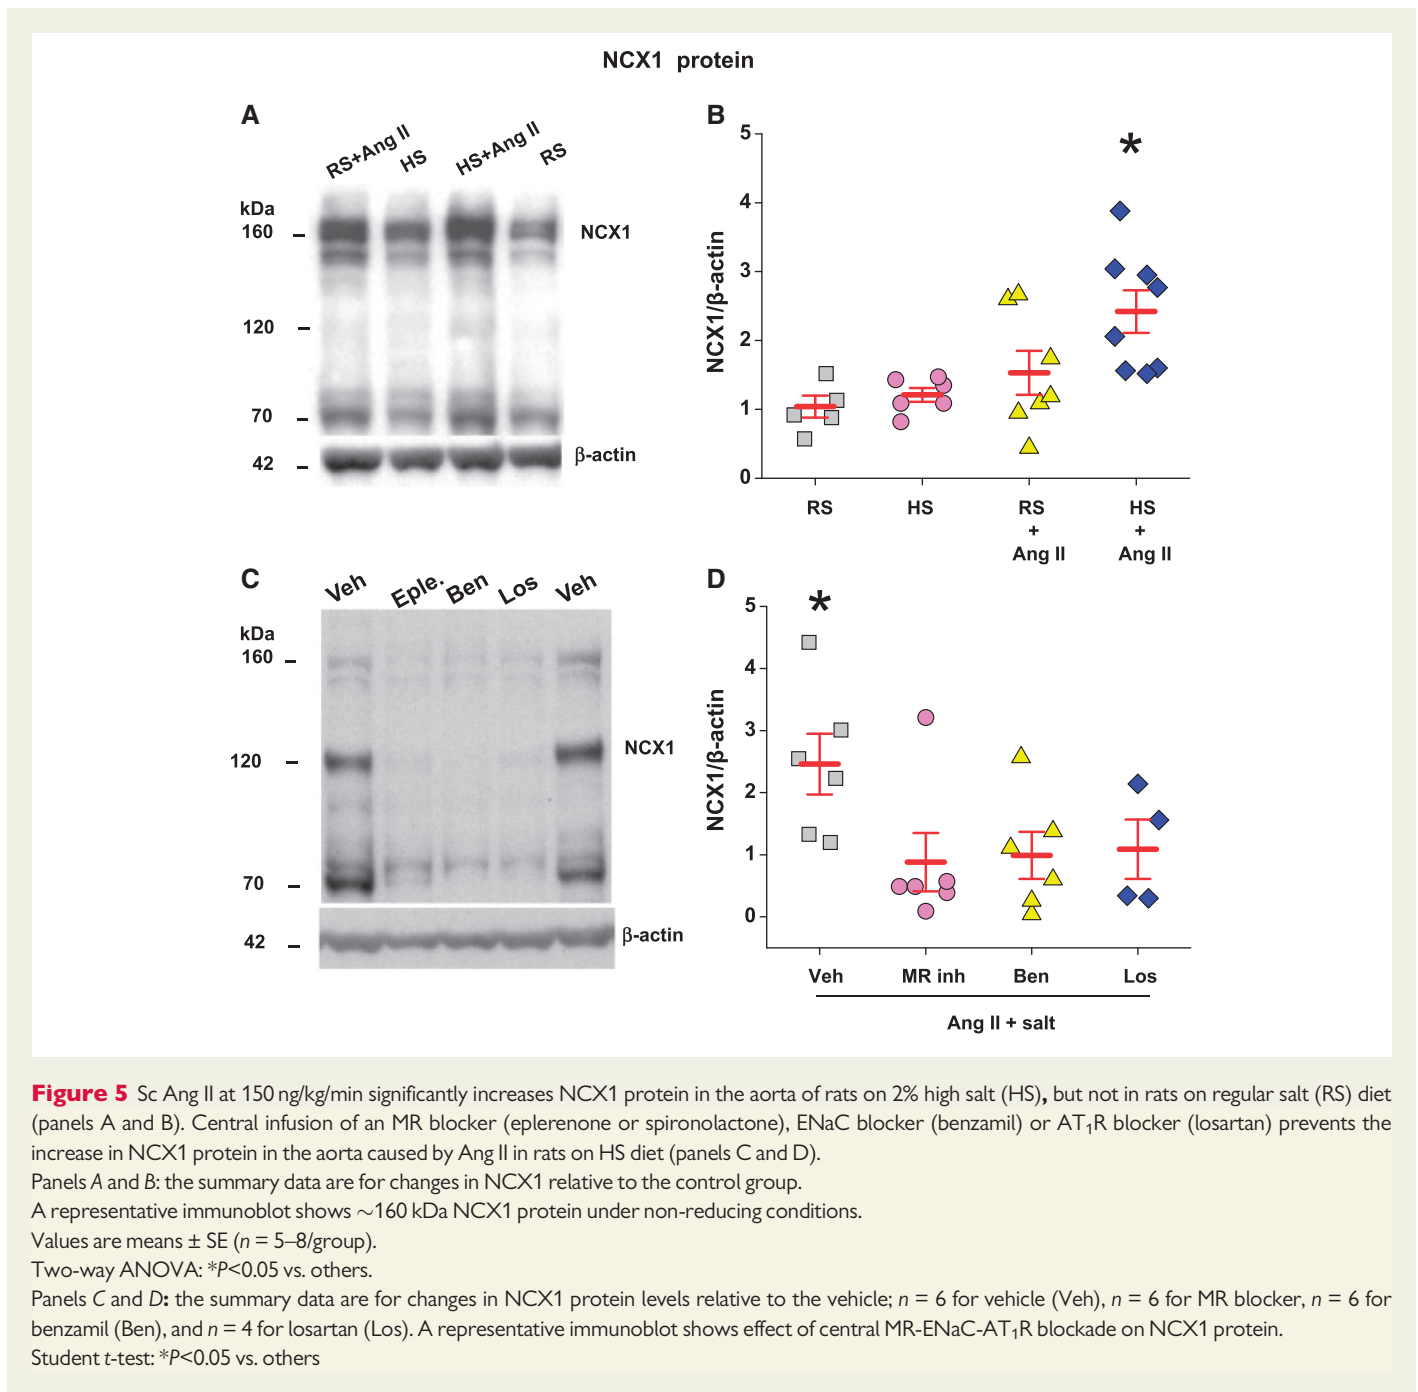 NCX1 protein
A
RS+Ang II
HS
HS+Ang II
RS
kDa
160
NCX1
120
70
42
β-actin
B
*
NCX1/β-actin
5
4
3
2
1
0
RS
HS
RS
+
Ang II
HS
+
Ang II
C
Veh
Eple.
Ben
Los
Veh
kDa
160
120
NCX1
70
42
β-actin
D
*
NCX1/β-actin
5
4
3
2
1
0
Veh
MR inh
Ben
Los
Ang II + salt
Figure 5 Sc Ang II at 150 ng/kg/min significantly increases NCX1 protein in the aorta of rats on 2% high salt (HS), but not in rats on regular salt (RS) diet
(panels A and B). Central infusion of an MR blocker (eplerenone or spironolactone), ENaC blocker (benzamil) or AT₁R blocker (losartan) prevents the
increase in NCX1 protein in the aorta caused by Ang II in rats on HS diet (panels C and D).
Panels A and B: the summary data are for changes in NCX1 relative to the control group.
A representative immunoblot shows ∼160 kDa NCX1 protein under non-reducing conditions.
Values are means ± SE (n = 5–8/group).
Two-way ANOVA: *P<0.05 vs. others.
Panels C and D: the summary data are for changes in NCX1 protein levels relative to the vehicle; n = 6 for vehicle (Veh), n = 6 for MR blocker, n = 6 for
benzamil (Ben), and n = 4 for losartan (Los). A representative immunoblot shows effect of central MR-ENaC-AT₁R blockade on NCX1 protein.
Student t-test: *P<0.05 vs. others